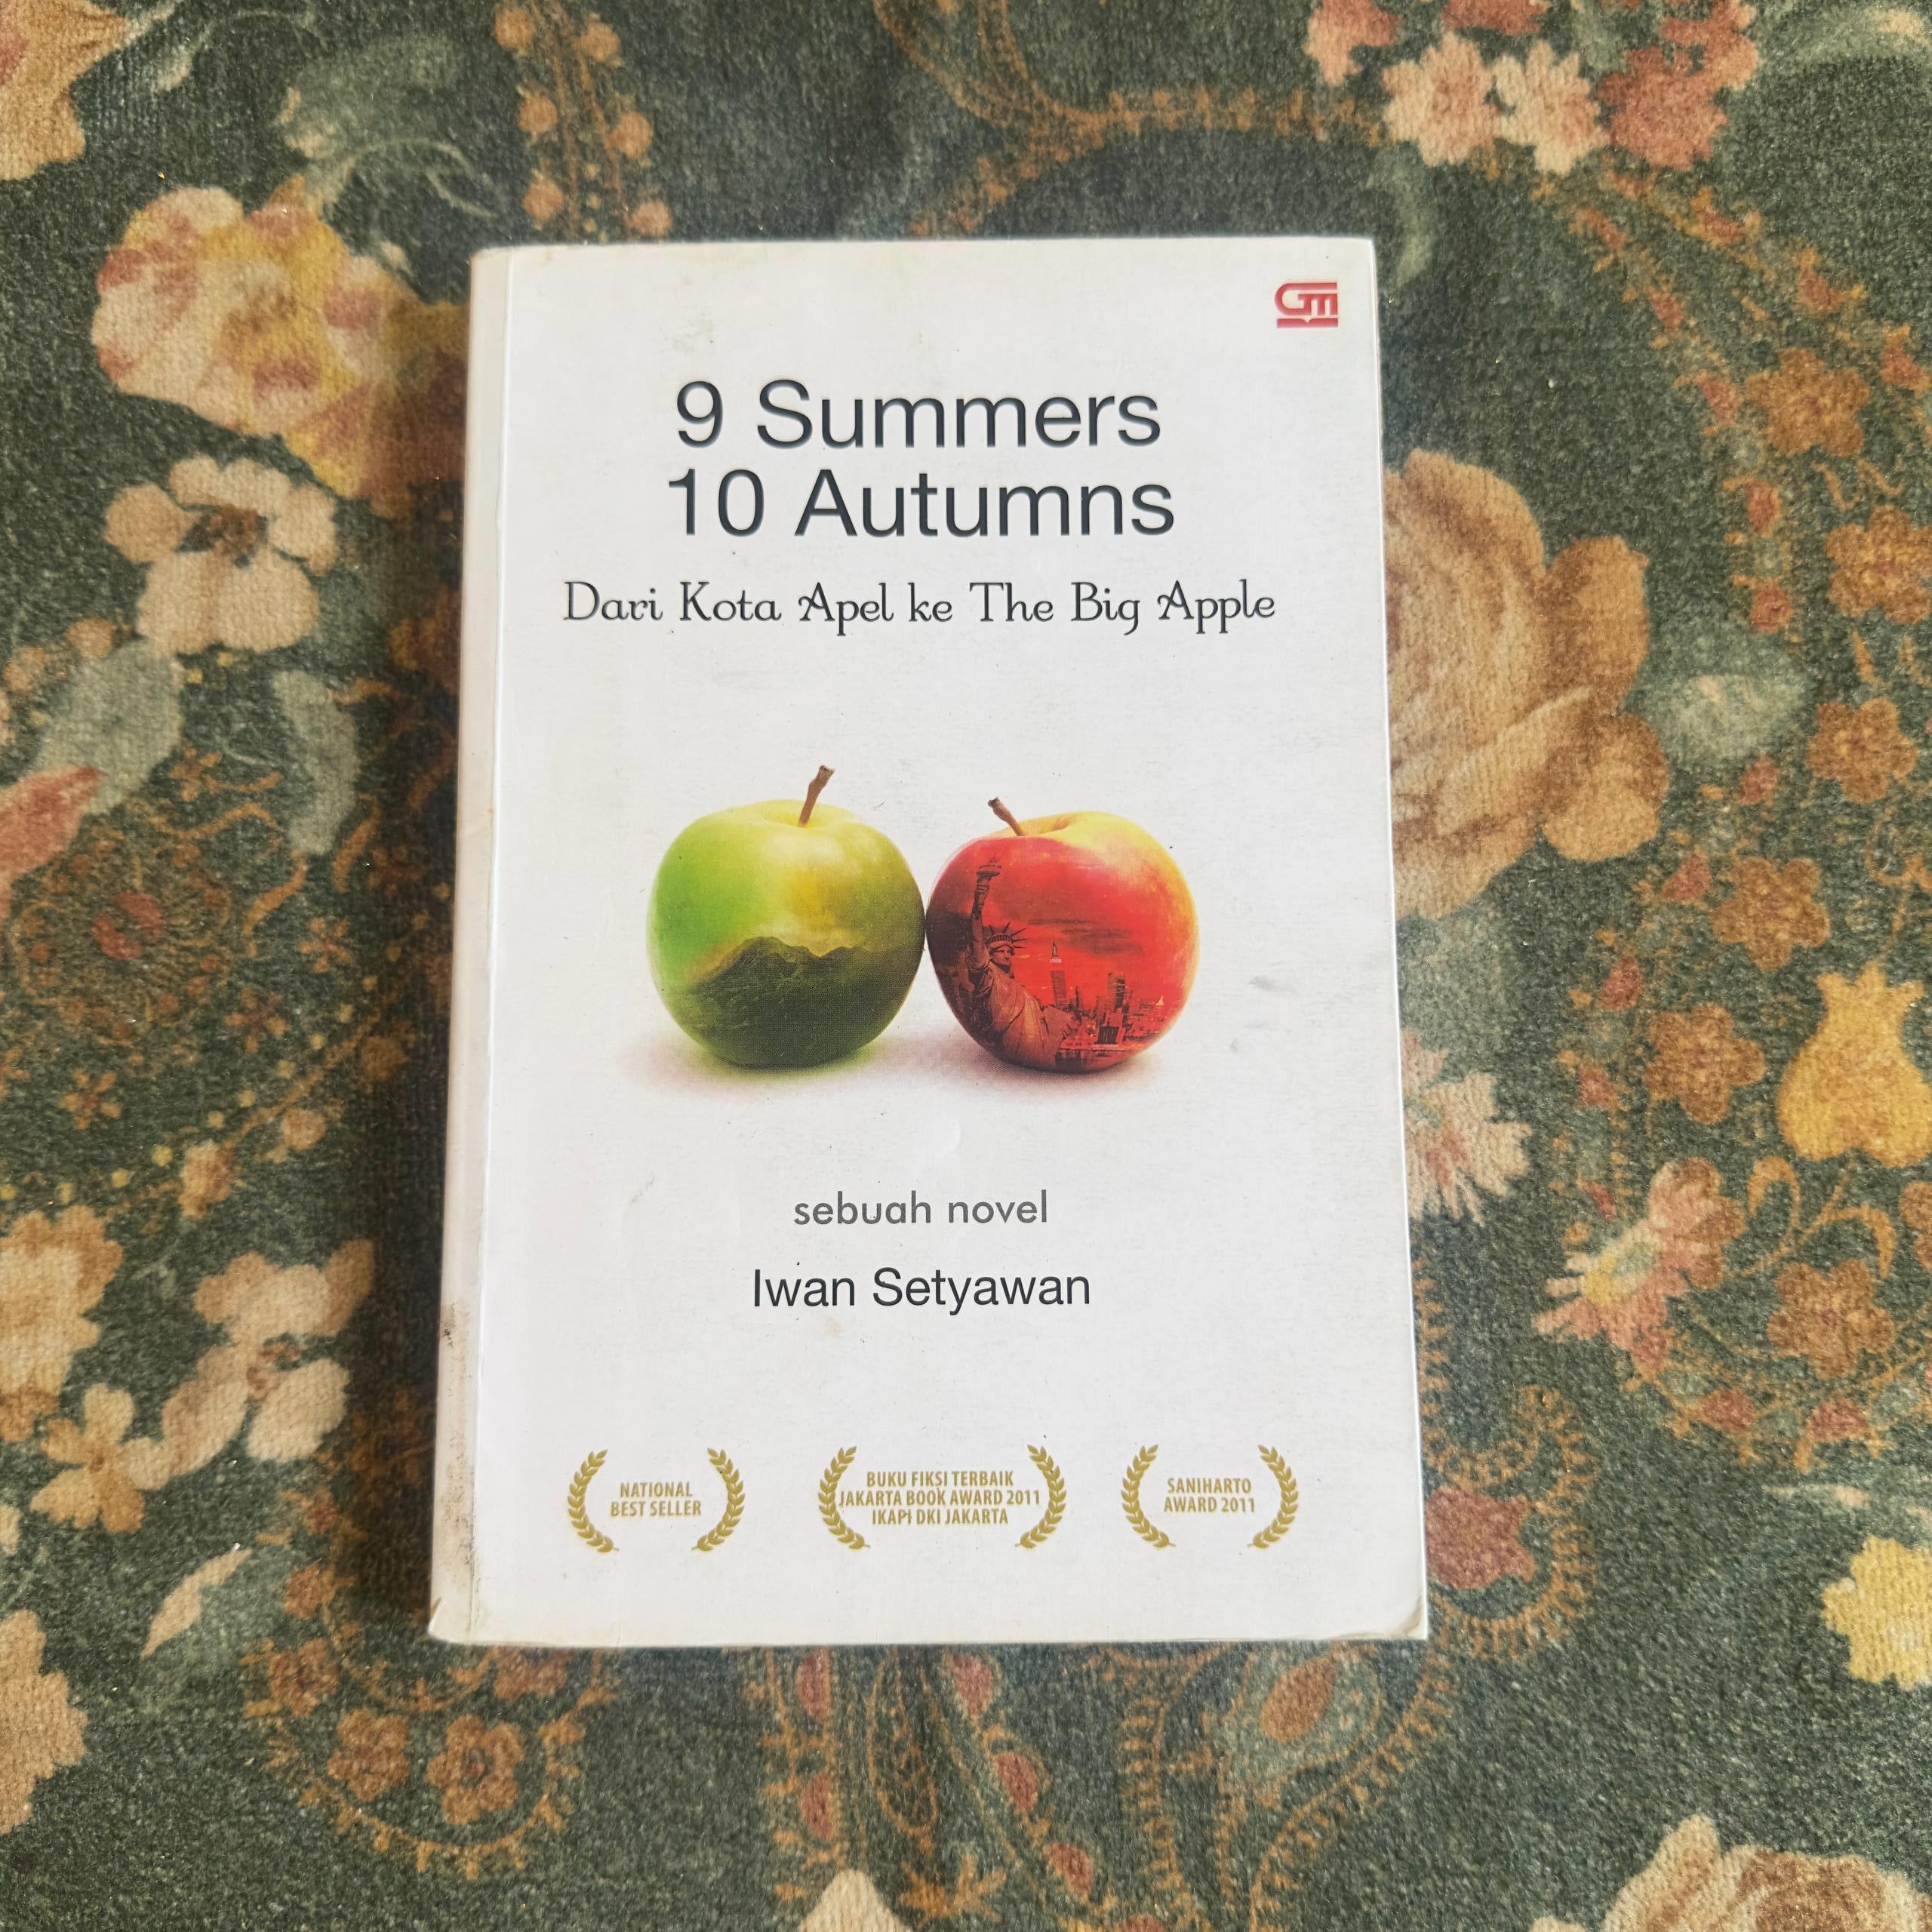 GM
9 Summers
10 Autumns
Dari Kota Apel ke The Big Apple
sebuah novel
Iwan Setyawan
NATIONAL
BEST SELLER
BUKU FIKSI TERBAIK
JAKARTA BOOK AWARD 2011
IKAPI DKI JAKARTA
SANIHARTO
AWARD 2011